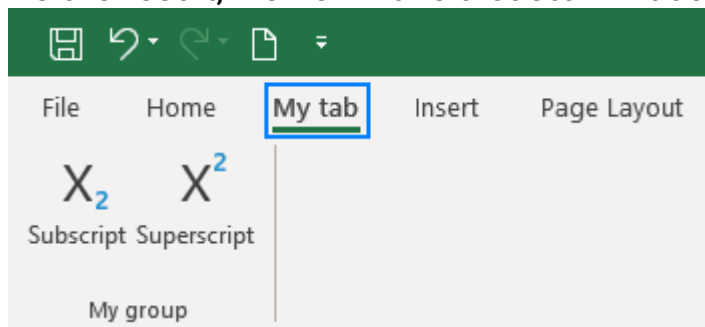 File Home My tab Insert Page Layout
X₂ X²
Subscript Superscript
My group